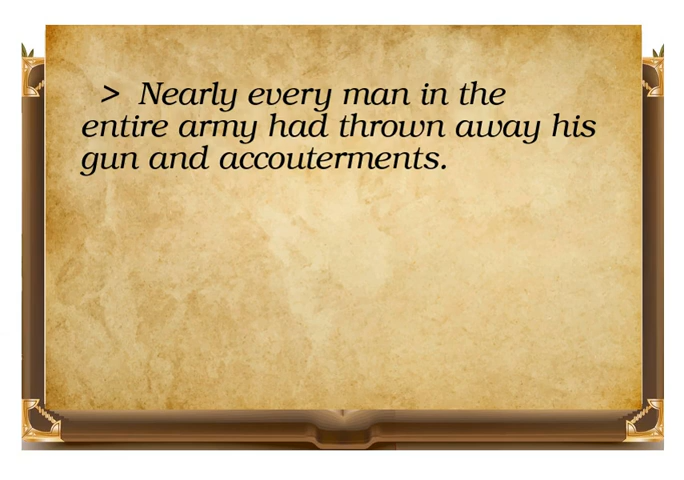 > Nearly every man in the
entire army had thrown away his
gun and accouterments.